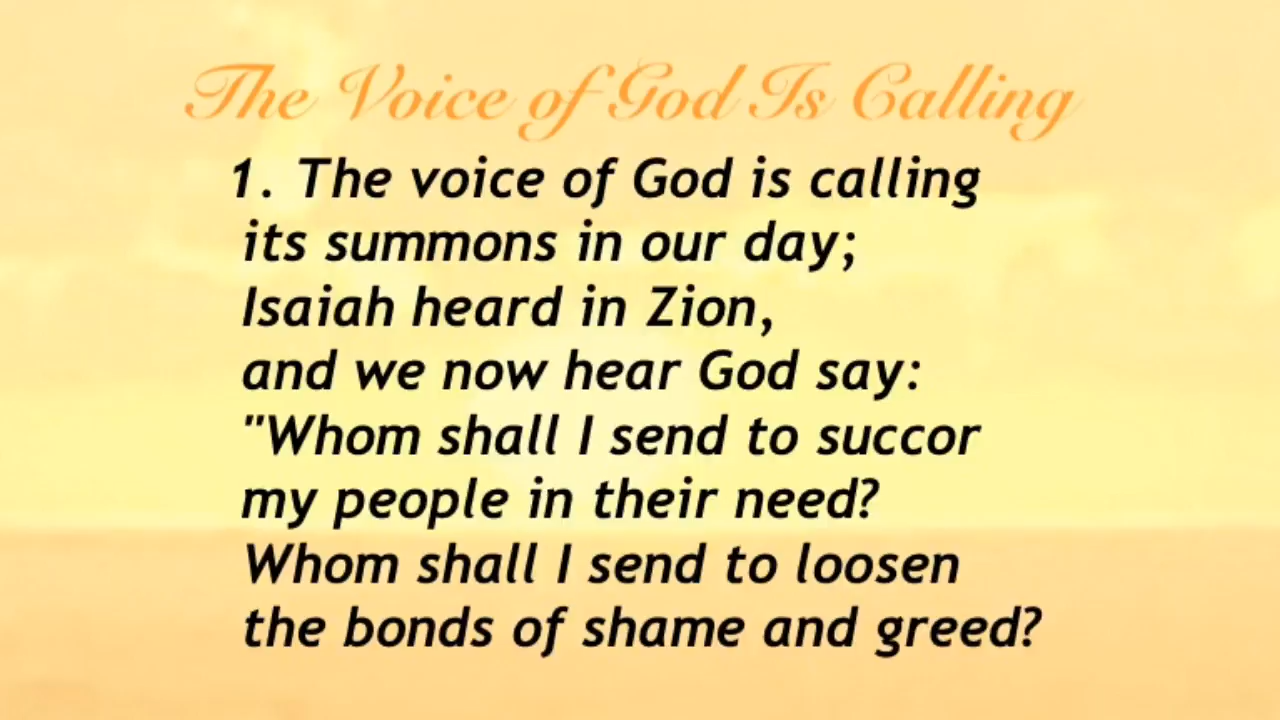 The Voice of God Is Calling
1. The voice of God is calling
its summons in our day;
Isaiah heard in Zion,
and we now hear God say:
"Whom shall I send to succor
my people in their need?
Whom shall I send to loosen
the bonds of shame and greed?